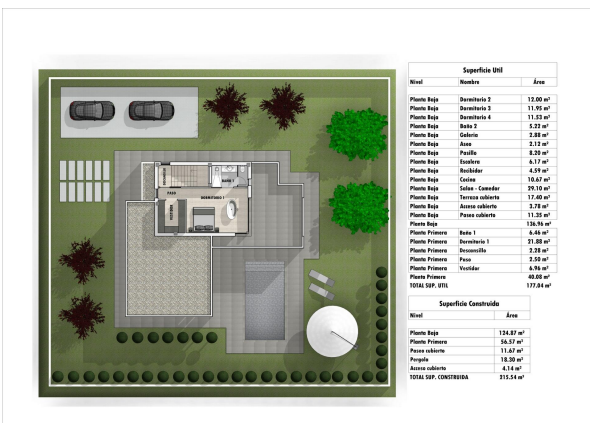 Superficie Util
Nivel Nombre Área
Planta Baja Dormitorio 2 12.00 m²
Planta Baja Dormitorio 3 11.95 m²
Planta Baja Dormitorio 4 11.53 m²
Planta Baja Baño 2 5.22 m²
Planta Baja Galeria 2.88 m²
Planta Baja Aseo 2.12 m²
Planta Baja Pasillo 8.20 m²
Planta Baja Escalera 6.17 m²
Planta Baja Recibidor 4.59 m²
Planta Baja Cocina 10.67 m²
Planta Baja Salon - Comedor 29.10 m²
Planta Baja Terraza cubierta 17.40 m²
Planta Baja Acceso cubierto 3.78 m²
Planta Baja Paseo cubierto 11.35 m²
Planta Baja 136.96 m²
Planta Primera Baño 1 6.46 m²
Planta Primera Dormitorio 1 21.88 m²
Planta Primera Descansillo 2.28 m²
Planta Primera Paso 2.50 m²
Planta Primera Vestidor 6.96 m²
Planta Primera 40.08 m²
TOTAL SUP. UTIL 177.04 m²
Superficie Construida
Nivel Área
Planta Baja 124.87 m²
Planta Primera 56.57 m²
Paseo cubierto 11.67 m²
Pergola 18.30 m²
Acceso cubierto 4.14 m²
TOTAL SUP. CONSTRUIDA 215.54 m²
DESCANSILLO
BAÑO 1
PASO
DORMITORIO 1
VESTIDOR